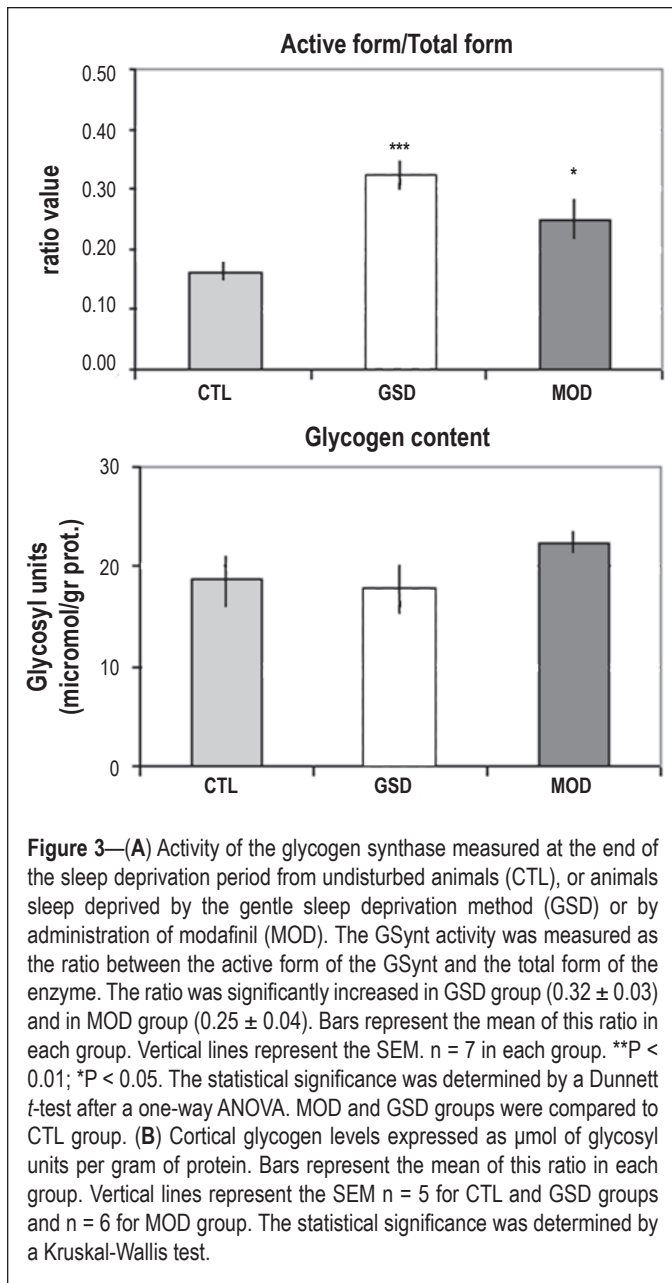 Active form/Total form
0.50
0.40
0.30
0.20
0.10
0.00
ratio value
***
*
CTL
GSD
MOD
Glycogen content
30
20
10
0
Glycosyl units
(micromol/gr prot.)
CTL
GSD
MOD
Figure 3—(A) Activity of the glycogen synthase measured at the end of
the sleep deprivation period from undisturbed animals (CTL), or animals
sleep deprived by the gentle sleep deprivation method (GSD) or by
administration of modafinil (MOD). The GSynt activity was measured as
the ratio between the active form of the GSynt and the total form of the
enzyme. The ratio was significantly increased in GSD group (0.32 ± 0.03)
and in MOD group (0.25 ± 0.04). Bars represent the mean of this ratio in
each group. Vertical lines represent the SEM. n = 7 in each group. **P <
0.01; *P < 0.05. The statistical significance was determined by a Dunnett
t-test after a one-way ANOVA. MOD and GSD groups were compared to
CTL group. (B) Cortical glycogen levels expressed as µmol of glycosyl
units per gram of protein. Bars represent the mean of this ratio in each
group. Vertical lines represent the SEM n = 5 for CTL and GSD groups
and n = 6 for MOD group. The statistical significance was determined by
a Kruskal-Wallis test.